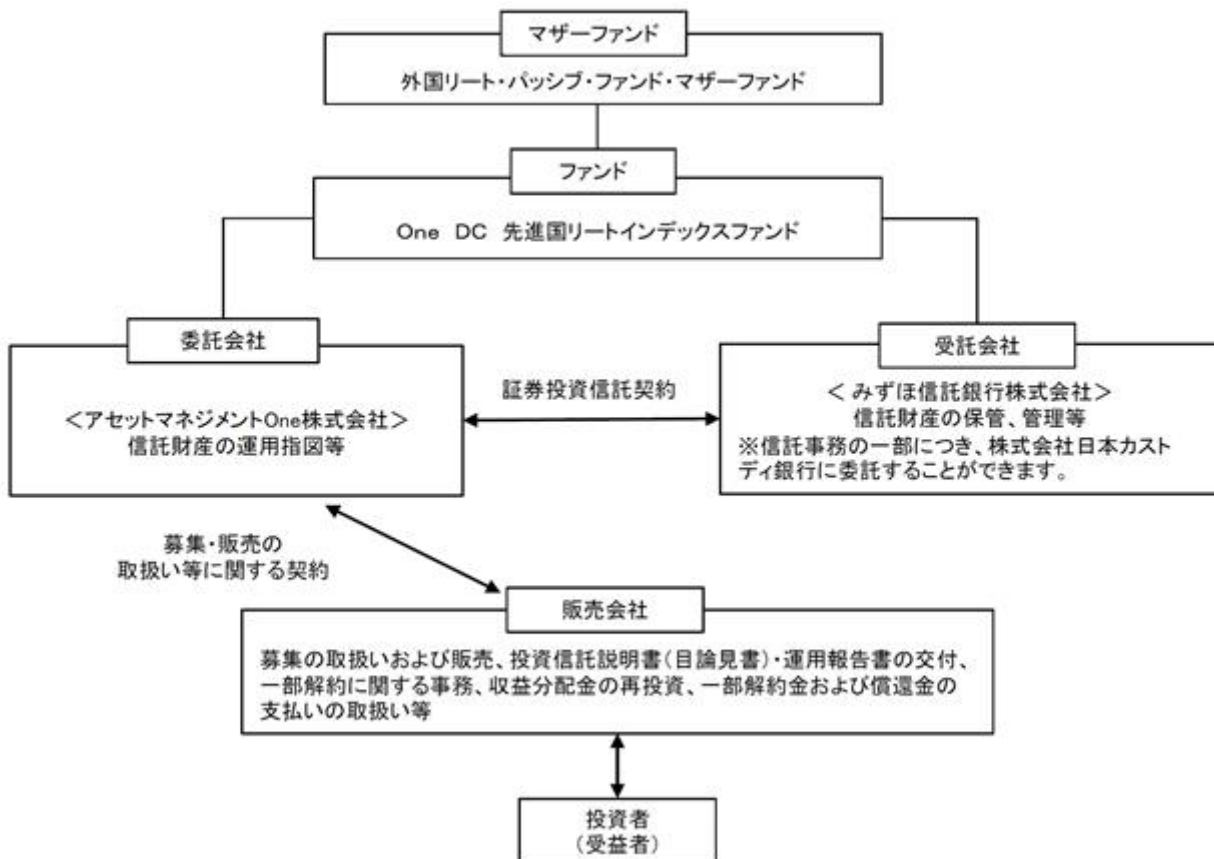 マザーファンド
外国リート・パッシブ・ファンド・マザーファンド
ファンド
One DC 先進国リートインデックスファンド
委託会社
<アセットマネジメントOne株式会社>
信託財産の運用指図等
証券投資信託契約
受託会社
<みずほ信託銀行株式会社>
信託財産の保管、管理等
※信託事務の一部につき、株式会社日本カスト
ディ銀行に委託することができます。
募集・販売の
取扱い等に関する契約
販売会社
募集の取扱いおよび販売、投資信託説明書(目論見書)・運用報告書の交付、
一部解約に関する事務、収益分配金の再投資、一部解約金および償還金の
支払いの取扱い等
投資者
(受益者)